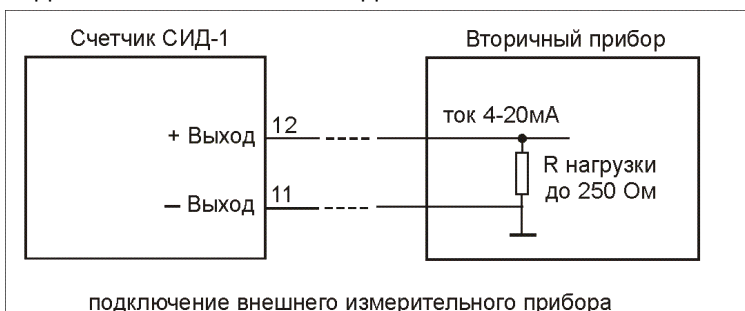 Счетчик СИД-1
Вторичный прибор
ток 4-20мА
+ Выход 12
R нагрузки
до 250 Ом
– Выход 11
подключение внешнего измерительного прибора